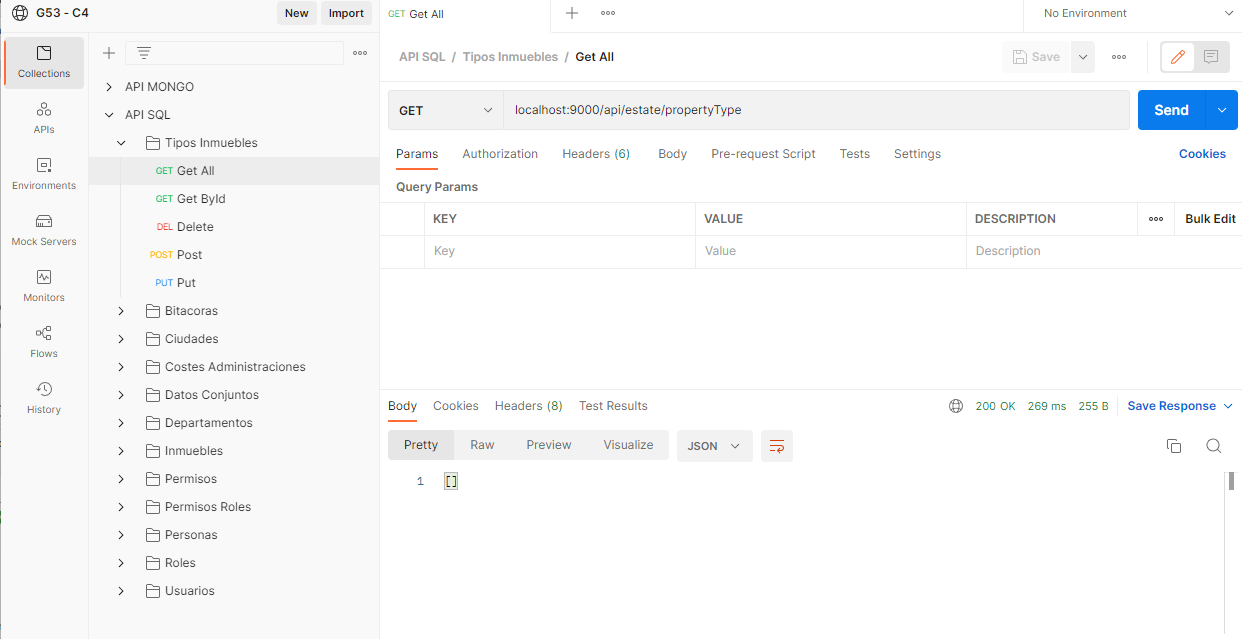 G53 - C4
New
Import
GET Get All
No Environment
Collections
APIs
Environments
Mock Servers
Monitors
Flows
History
API MONGO
API SQL
Tipos Inmuebles
GET Get All
GET Get ById
DEL Delete
POST Post
PUT Put
Bitacoras
Ciudades
Costes Administraciones
Datos Conjuntos
Departamentos
Inmuebles
Permisos
Permisos Roles
Personas
Roles
Usuarios
API SQL / Tipos Inmuebles / Get All
Save
GET
localhost:9000/api/estate/propertyType
Send
Params Authorization Headers (6) Body Pre-request Script Tests Settings Cookies
Query Params
KEY VALUE DESCRIPTION Bulk Edit
Key Value Description
Body Cookies Headers (8) Test Results 200 OK 269 ms 255 B Save Response
Pretty Raw Preview Visualize JSON
1 []